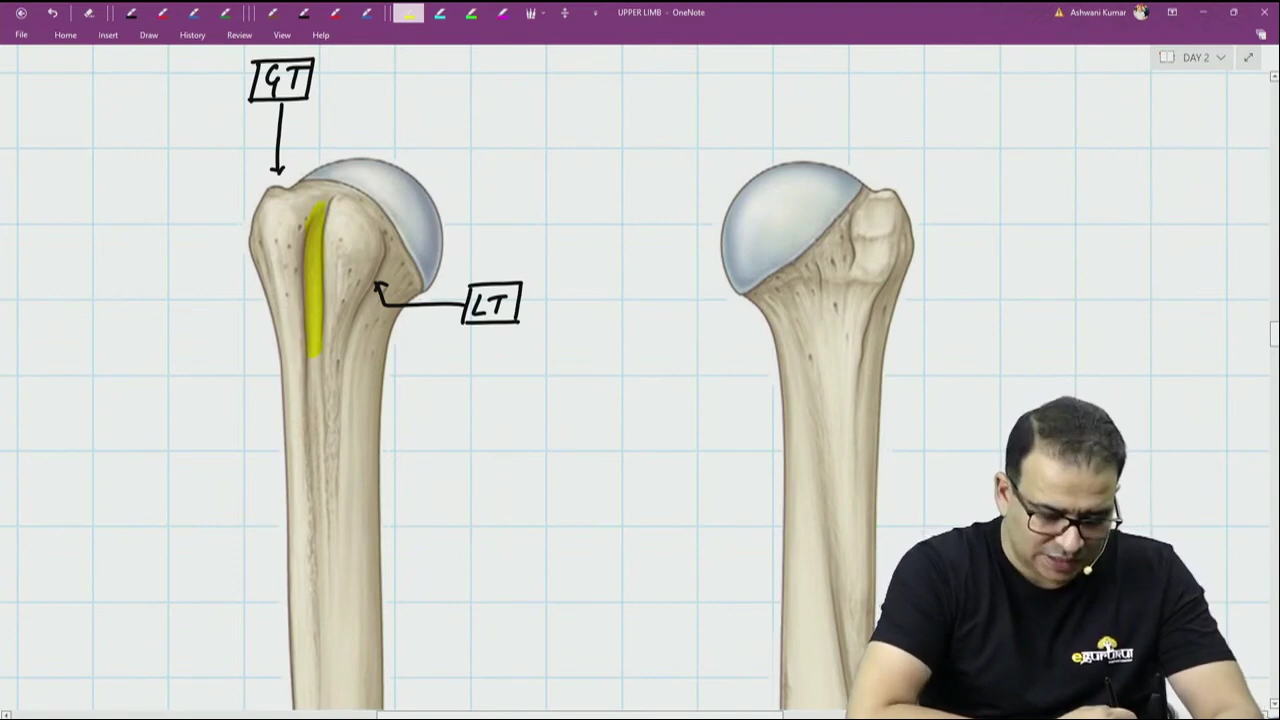 UPPER LIMB - OneNote
Ashwani Kumar
File Home Insert Draw History Review View Help
DAY 2
GT
LT
egurukul